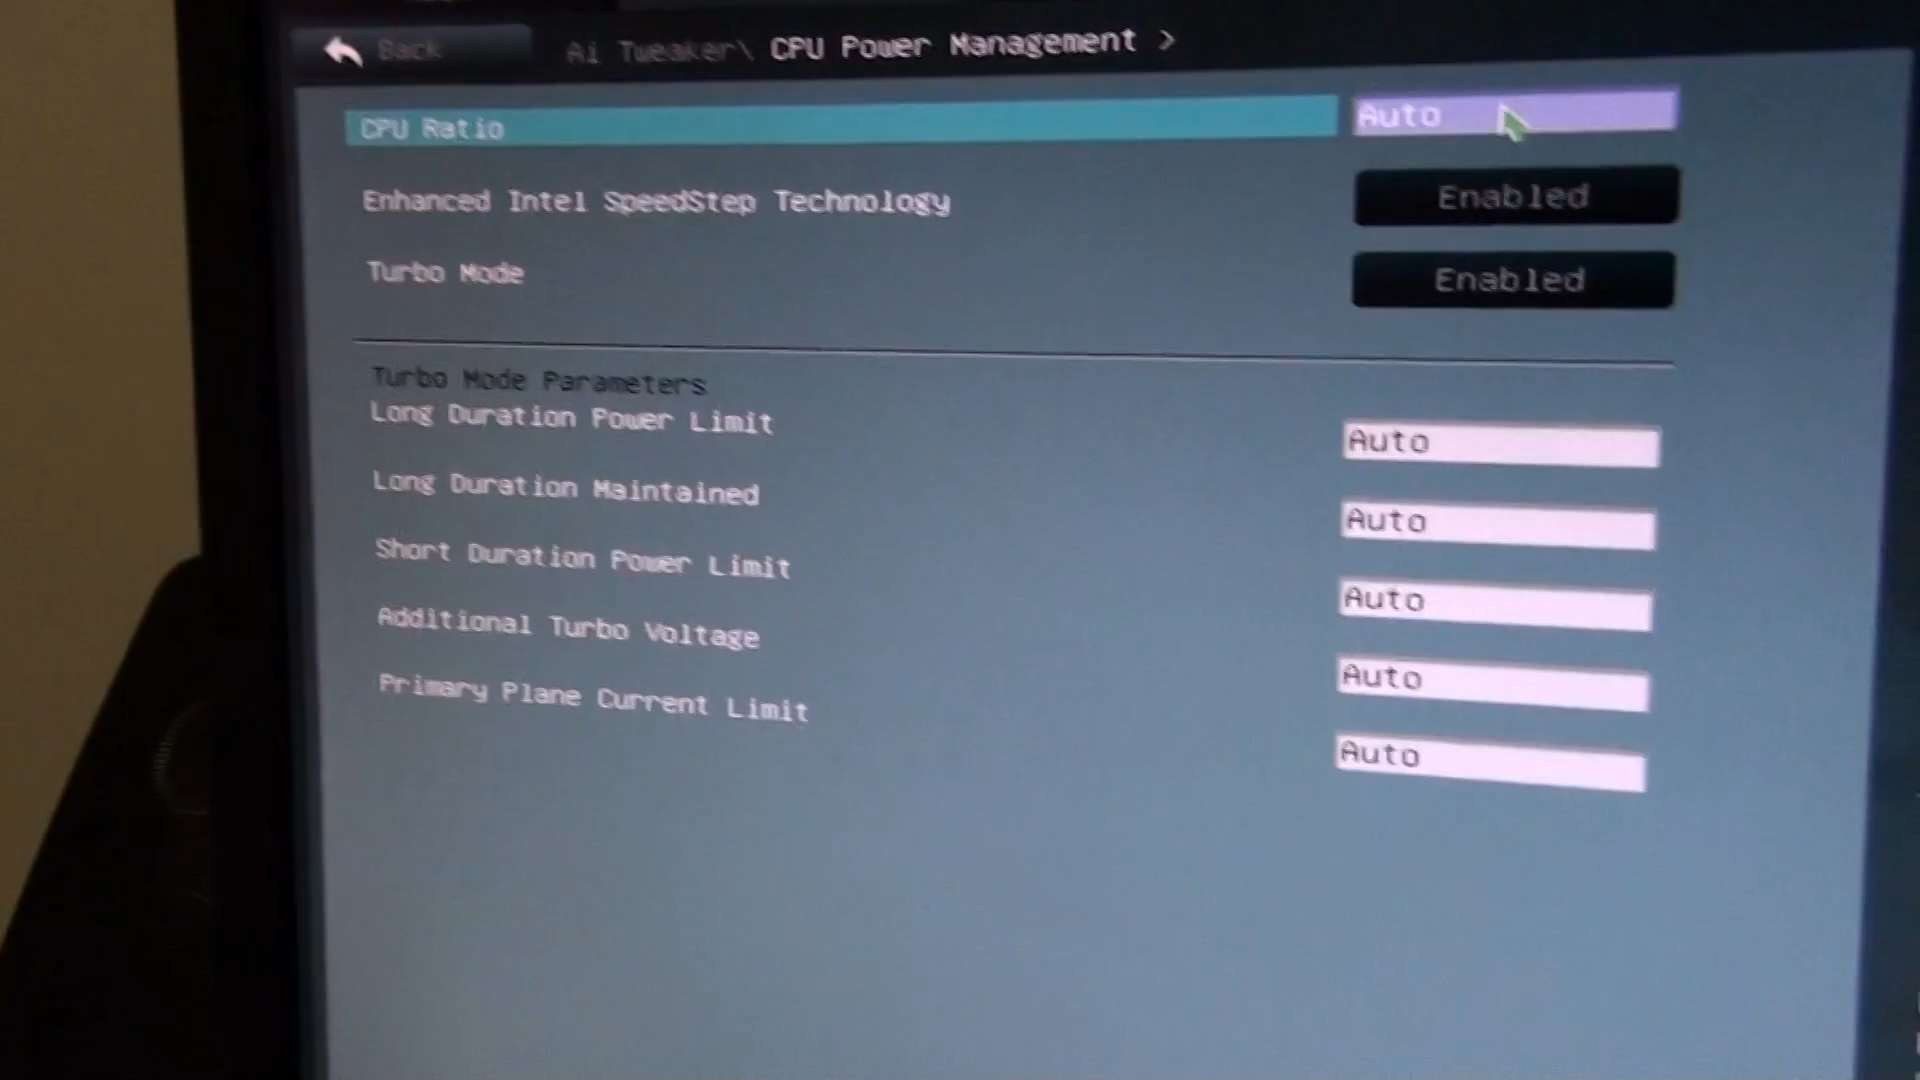 Back Ai Tweaker\ CPU Power Management >
CPU Ratio Auto
Enhanced Intel SpeedStep Technology Enabled
Turbo Mode Enabled
Turbo Mode Parameters
Long Duration Power Limit Auto
Long Duration Maintained Auto
Short Duration Power Limit Auto
Additional Turbo Voltage Auto
Primary Plane Current Limit Auto